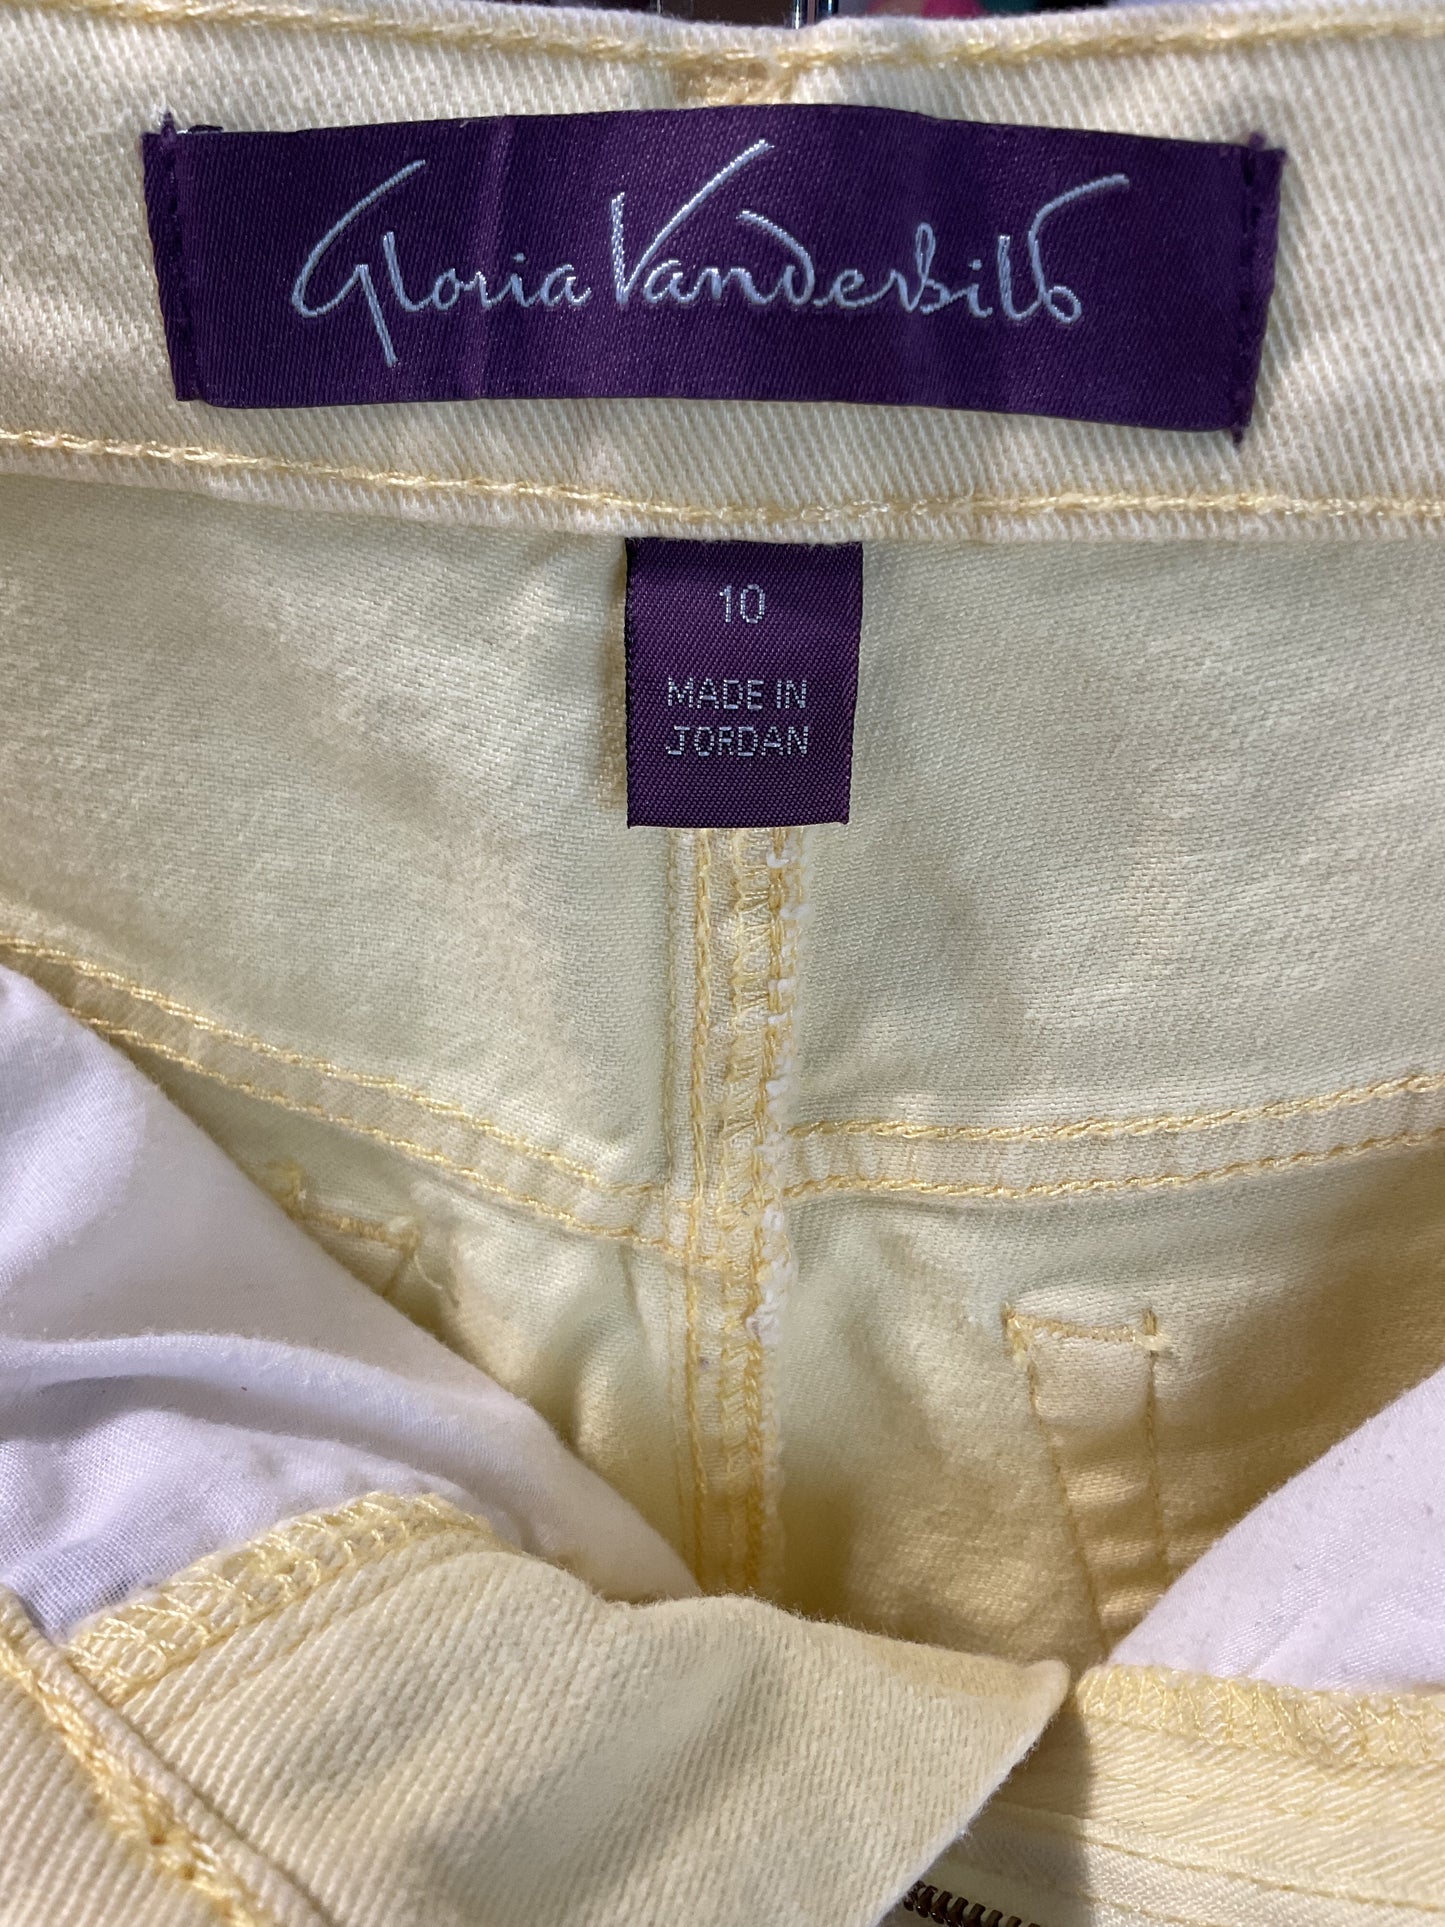 Gloria Vanderbilt
10
MADE IN
JORDAN